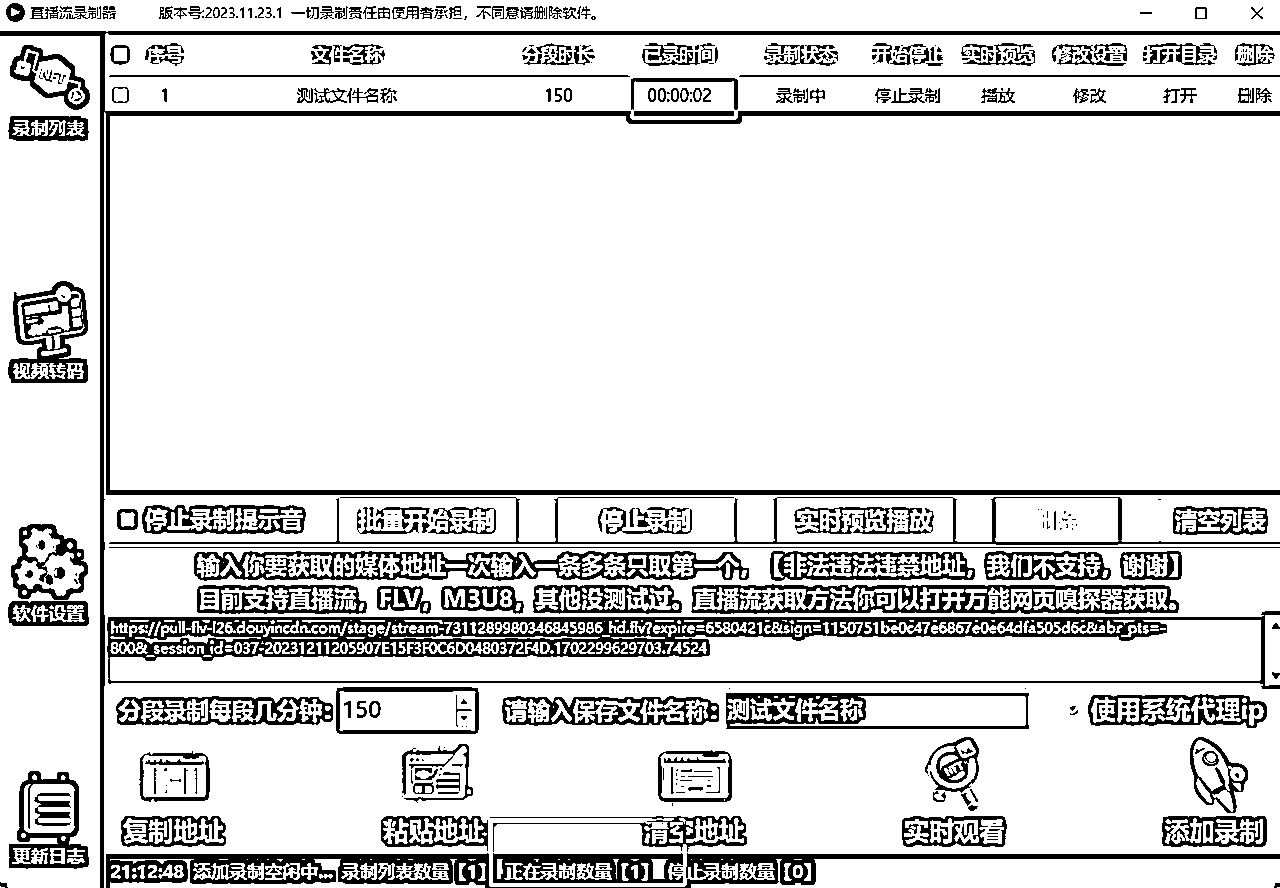 直播流录制器 版本号:2023.11.23.1 一切录制责任由使用者承担，不同意请删除软件。
序号 文件名称 分段时长 已录时间 录制状态 开始停止 实时预览 修改设置 打开目录 删除
1 测试文件名称 150 00:00:02 录制中 停止录制 播放 修改 打开 删除
录制列表
视频转码
软件设置
更新日志
停止录制提示音 批量开始录制 停止录制 实时预览播放 删除 清空列表
输入你要获取的媒体地址一次输入一条多条只取第一个，【非法违法违禁地址，我们不支持，谢谢】
目前支持直播流，FLV，M3U8，其他没测试过。直播流获取方法你可以打开万能网页嗅探器获取。
https://pull-flv-l26.douyincdn.com/stage/stream-7311289980346845986_hd.flv?expire=6580421c&sign=1150751be0c47e6867e0e64dfa505d6c&abr_pts=-
800&_session_id=037-20231211205907E15F3F0C6D0480372F4D.1702299629703.74524
分段录制每段几分钟: 150 请输入保存文件名称: 测试文件名称 使用系统代理ip
复制地址 粘贴地址 清空地址 实时观看 添加录制
21:12:48 添加录制空闲中... 录制列表数量【1】 正在录制数量【1】 停止录制数量【0】